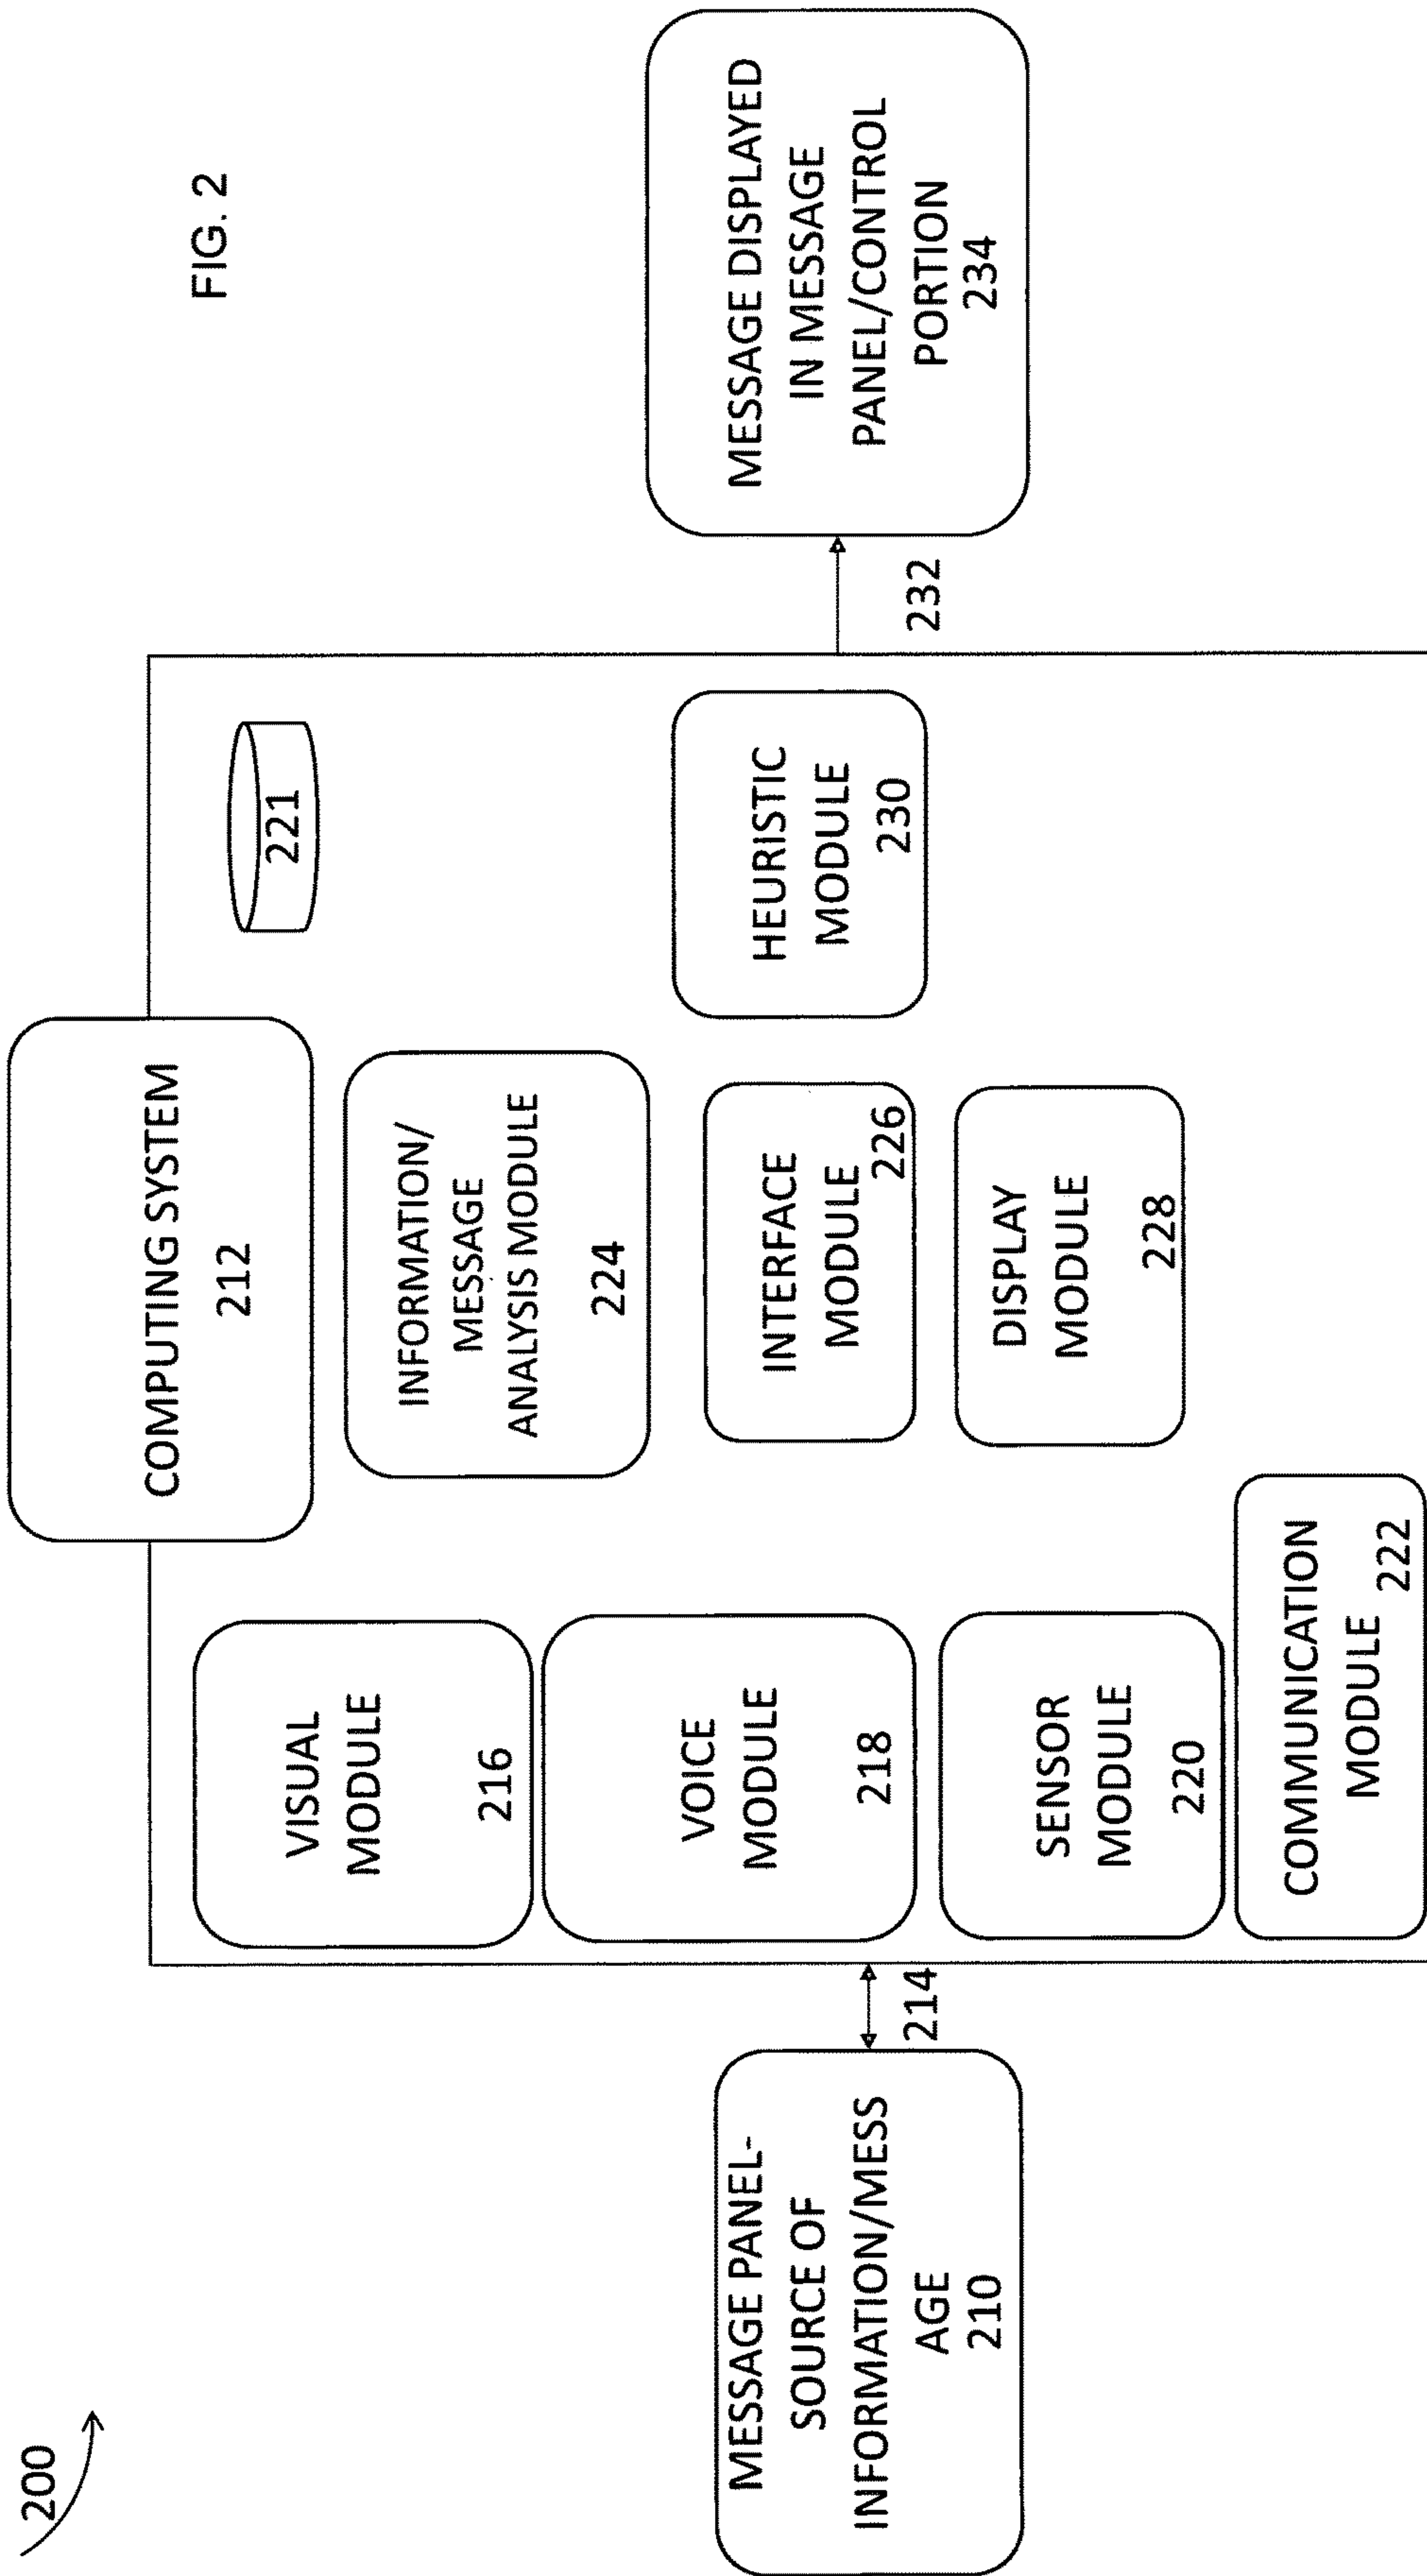 200
FIG. 2
COMPUTING SYSTEM
212
221
VISUAL
MODULE
216
VOICE
MODULE
218
SENSOR
MODULE
220
COMMUNICATION
MODULE
222
INFORMATION/
MESSAGE
ANALYSIS MODULE
224
INTERFACE
MODULE
226
DISPLAY
MODULE
228
HEURISTIC
MODULE
230
MESSAGE PANEL-
SOURCE OF
INFORMATION/MESS
AGE
210
214
232
MESSAGE DISPLAYED
IN MESSAGE
PANEL/CONTROL
PORTION
234